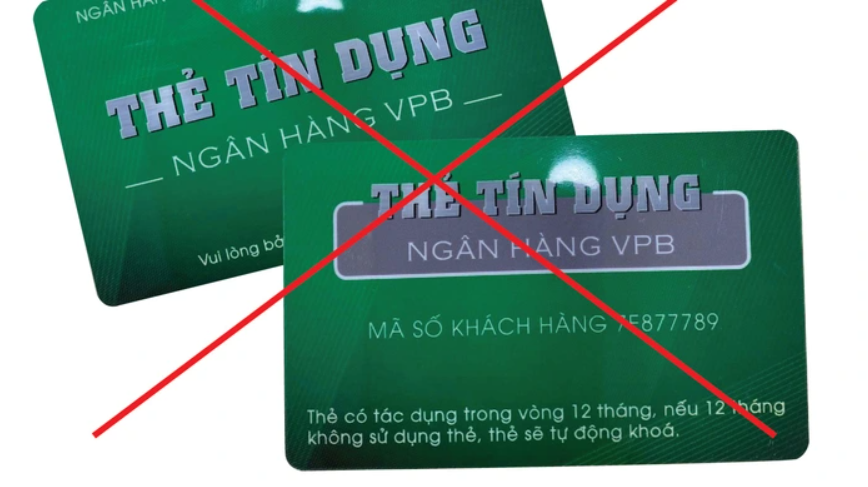 NGÂN HÀN
THẺ TÍN DỤNG
NGÂN HÀNG VPB
Vui lòng
THẺ TÍN DỤNG
NGÂN HÀNG VPB
MÃ SỐ KHÁCH HÀNG 7F877789
Thẻ có tác dụng trong vòng 12 tháng, nếu 12 tháng
không sử dụng thẻ, thẻ sẽ tự động khoá.